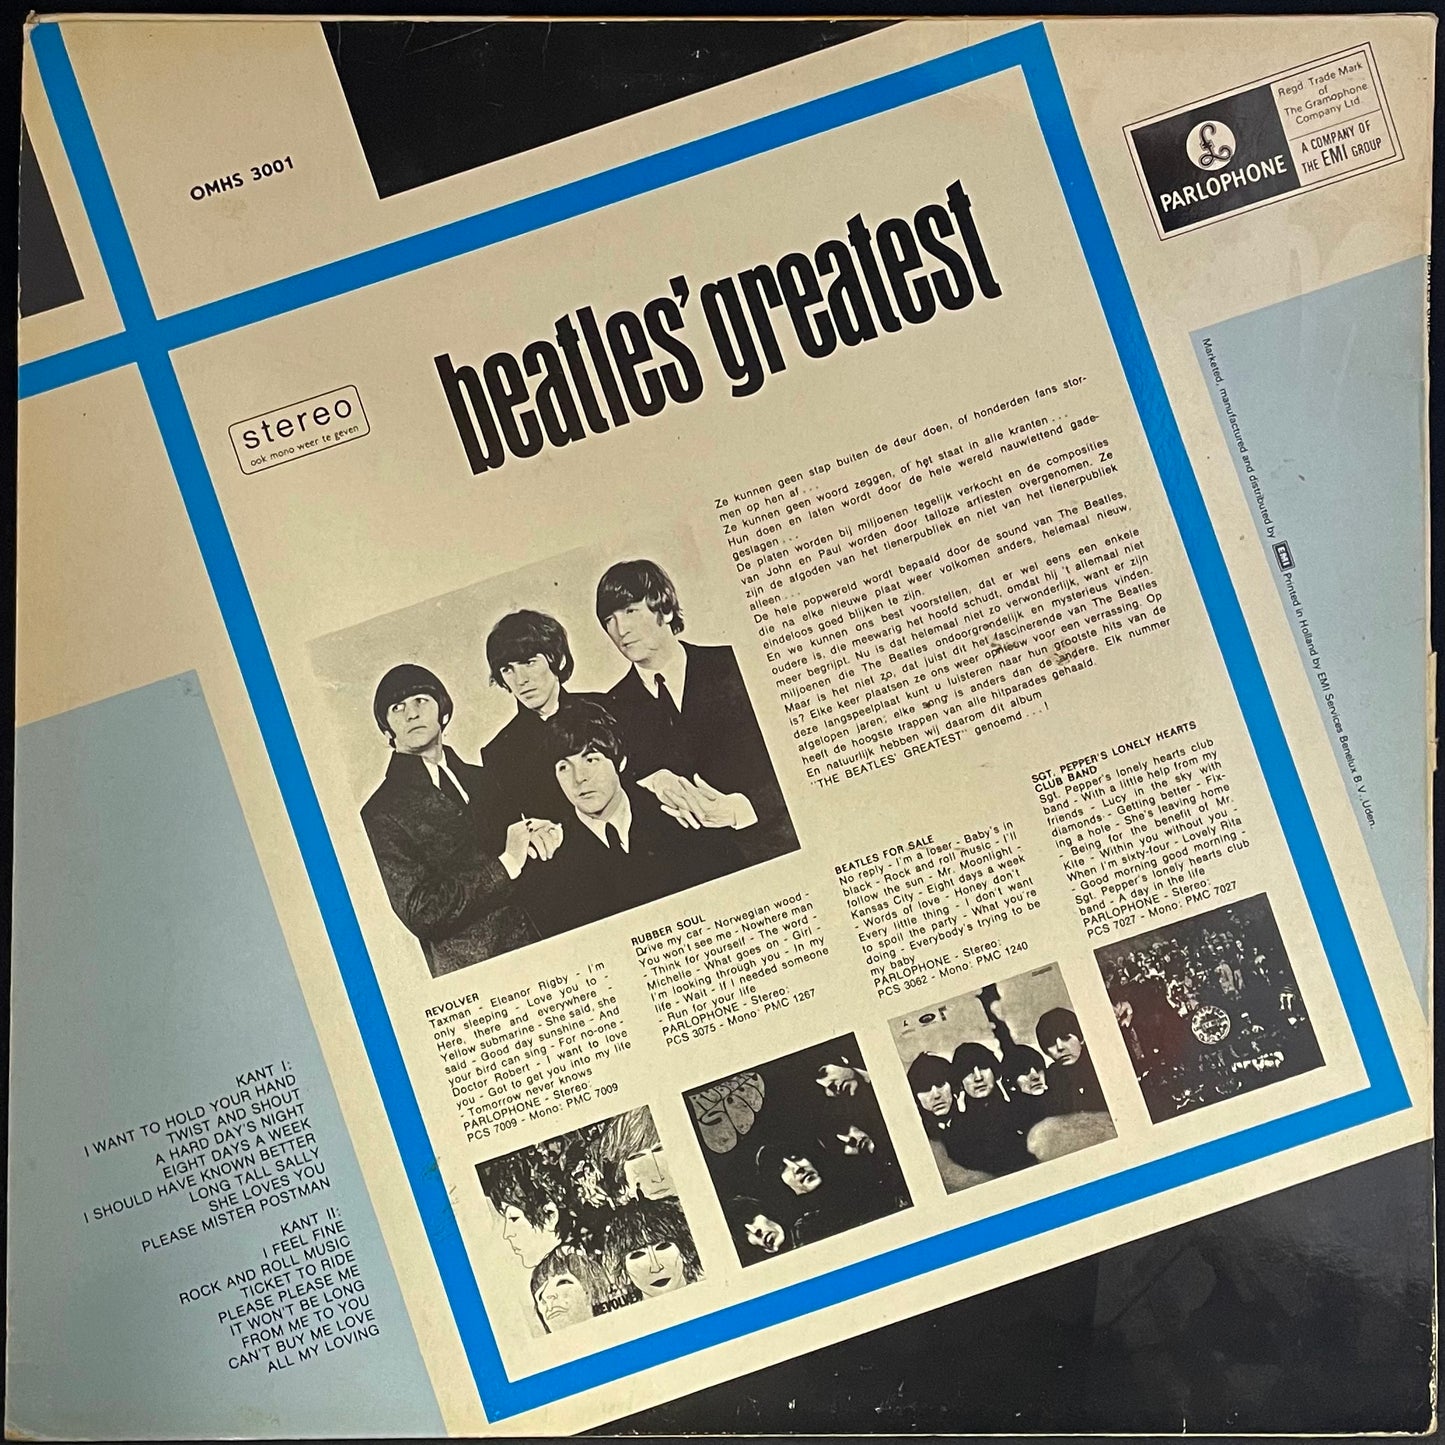 OMHS 3001
PARLOPHONE
Regd. Trade Mark
of
The Gramophone
Company Ltd.
A COMPANY OF
THE EMI GROUP
beatles' greatest
stereo
ook mono weer te geven
Ze kunnen geen stap buiten de deur doen, of honderden fans stor-
men op hen af . . .
Ze kunnen geen woord zeggen, of het staat in alle kranten . . .
Hun doen en laten wordt door de hele wereld nauwlettend gade-
geslagen . . .
De platen worden bij miljoenen tegelijk verkocht en de composities
van John en Paul worden door talloze artiesten overgenomen. Ze
zijn de afgoden van het tienerpubliek en niet van het tienerpubliek
alleen . . .
De hele popwereld wordt bepaald door de sound van The Beatles,
die na elke nieuwe plaat weer volkomen anders, helemaal nieuw,
eindeloos goed blijken te zijn.
En we kunnen ons best voorstellen, dat er wel eens een enkele
oudere is, die meewarig het hoofd schudt, omdat hij 't allemaal niet
meer begrijpt. Nu is dat helemaal niet zo verwonderlijk, want er zijn
miljoenen die The Beatles ondoorgrondelijk en mysterieus vinden.
Maar is het niet zo, dat juist dit het fascinerende van The Beatles
is? Elke keer plaatsen ze ons weer opnieuw voor een verrassing. Op
deze langspeelplaat kunt u luisteren naar hun grootste hits van de
afgelopen jaren; elke song is anders dan de andere. Elk nummer
heeft de hoogste trappen van alle hitparades gehaald.
En natuurlijk hebben wij daarom dit album
"THE BEATLES' GREATEST" genoemd . . . !
REVOLVER
Taxman - Eleanor Rigby - I'm
only sleeping - Love you to -
Here, there and everywhere -
Yellow submarine - She said, she
said - Good day sunshine - And
your bird can sing - For no-one -
Doctor Robert - I want to love
you - Got to get you into my life
- Tomorrow never knows
PARLOPHONE - Stereo:
PCS 7009 - Mono: PMC 7009
RUBBER SOUL
Drive my car - Norwegian wood -
You won't see me - Nowhere man
- Think for yourself - The word -
Michelle - What goes on - Girl -
I'm looking through you - In my
life - Wait - If I needed someone
- Run for your life
PARLOPHONE - Stereo:
PCS 3075 - Mono: PMC 1267
BEATLES FOR SALE
No reply - I'm a loser - Baby's in
black - Rock and roll music - I'll
follow the sun - Mr. Moonlight -
Kansas City - Eight days a week
- Words of love - Honey don't
Every little thing - I don't want
to spoil the party - What you're
doing - Everybody's trying to be
my baby
PARLOPHONE - Stereo:
PCS 3062 - Mono: PMC 1240
SGT. PEPPER'S LONELY HEARTS
CLUB BAND
Sgt. Pepper's lonely hearts club
band - With a little help from my
friends - Lucy in the sky with
diamonds - Getting better - Fix-
ing a hole - She's leaving home
- Being for the benefit of Mr.
Kite - Within you without you -
When I'm sixty-four - Lovely Rita
- Good morning good morning -
Sgt. Pepper's lonely hearts club
band - A day in the life
PARLOPHONE - Stereo:
PCS 7027 - Mono: PMC 7027
REVOLVER
KANT I:
I WANT TO HOLD YOUR HAND
TWIST AND SHOUT
A HARD DAY'S NIGHT
EIGHT DAYS A WEEK
I SHOULD HAVE KNOWN BETTER
LONG TALL SALLY
SHE LOVES YOU
PLEASE MISTER POSTMAN
KANT II:
I FEEL FINE
ROCK AND ROLL MUSIC
TICKET TO RIDE
PLEASE PLEASE ME
IT WON'T BE LONG
FROM ME TO YOU
CAN'T BUY ME LOVE
ALL MY LOVING
Marketed, manufactured and distributed by EMI Printed in Holland by EMI Services Benelux B.V., Uden.